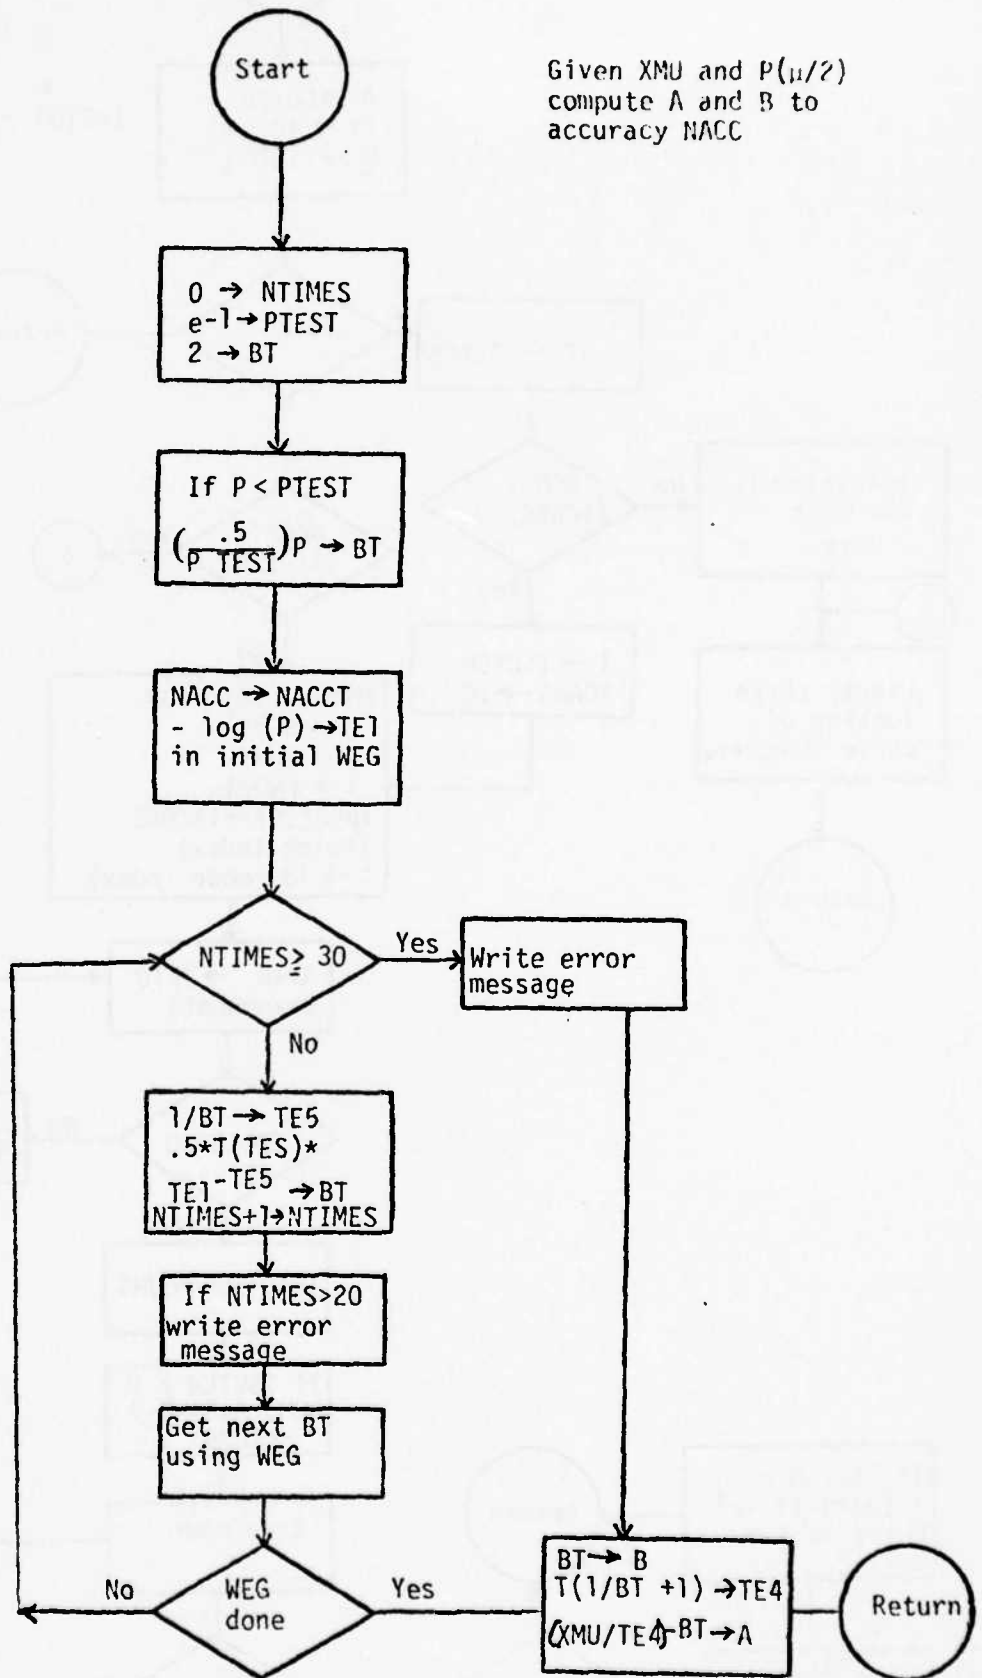 Start
Given XMU and P(μ/2)
compute A and B to
accuracy NACC
0 → NTIMES
e-1→PTEST
2 → BT
If P < PTEST
(.5/P TEST)P → BT
NACC → NACCT
- log (P) →TE1
in initial WEG
NTIMES≥ 30
Yes
Write error
message
No
1/BT → TE5
.5*T(TES)*
TE1-TE5 →BT
NTIMES+1→NTIMES
If NTIMES>20
write error
message
Get next BT
using WEG
No
WEG
done
Yes
BT→ B
T(1/BT +1) →TE4
(XMU/TE4)-BT→A
Return